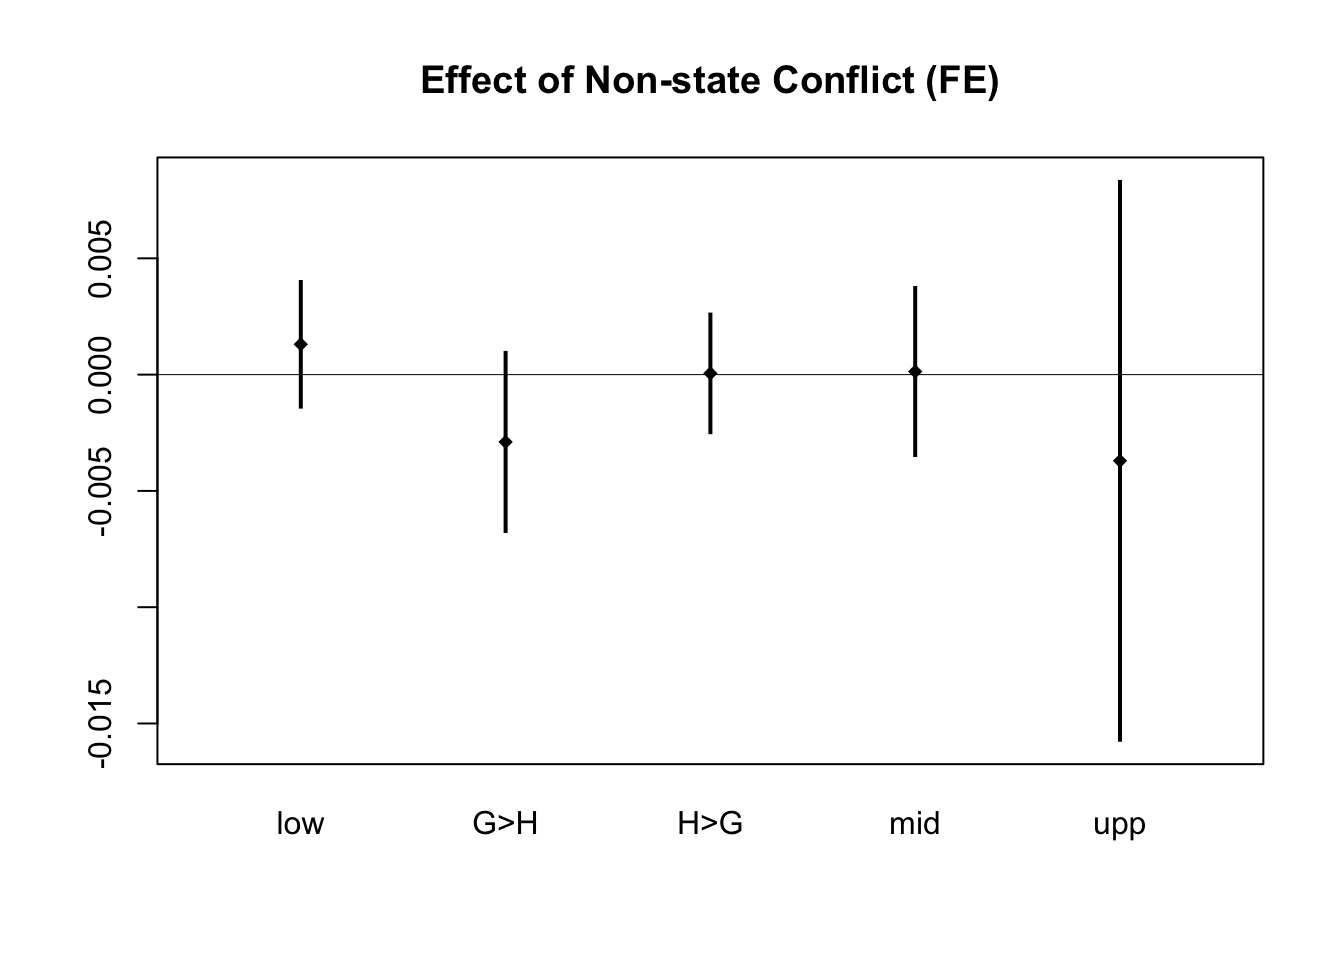 Effect of Non-state Conflict (FE)
0.005
0.000
-0.005
-0.015
low G>H H>G mid upp